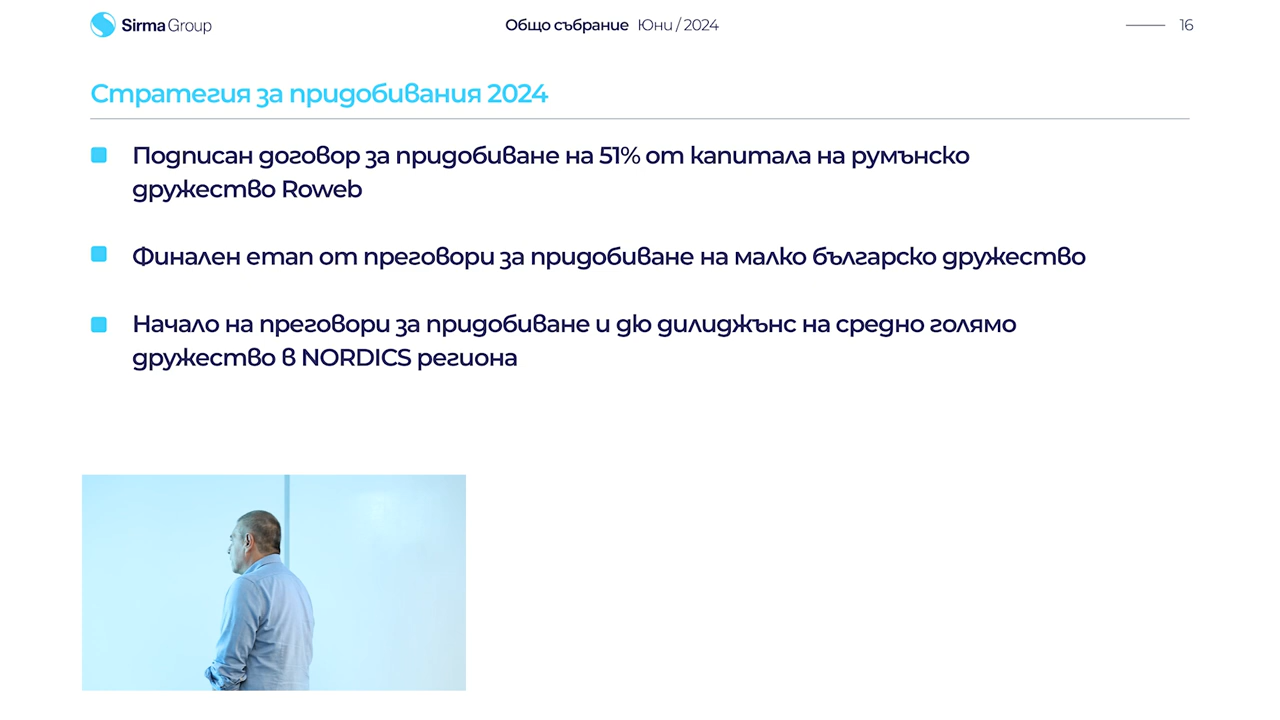 Sirma Group
Общо събрание Юни / 2024
16
Стратегия за придобивания 2024
Подписан договор за придобиване на 51% от капитала на румънско
дружество Roweb
Финален етап от преговори за придобиване на малко българско дружество
Начало на преговори за придобиване и дю дилиджънс на средно голямо
дружество в NORDICS региона